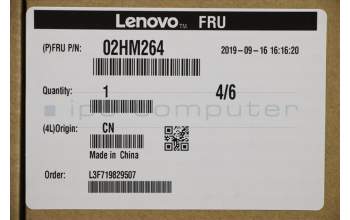 Lenovo™ FRU
(P)FRU P/N: 02HM264 2019-09-16 16:16:20
Quantity: 1 4/6
ipc computer
(4L)Origin: CN
Made in China
Order: L3F719829507